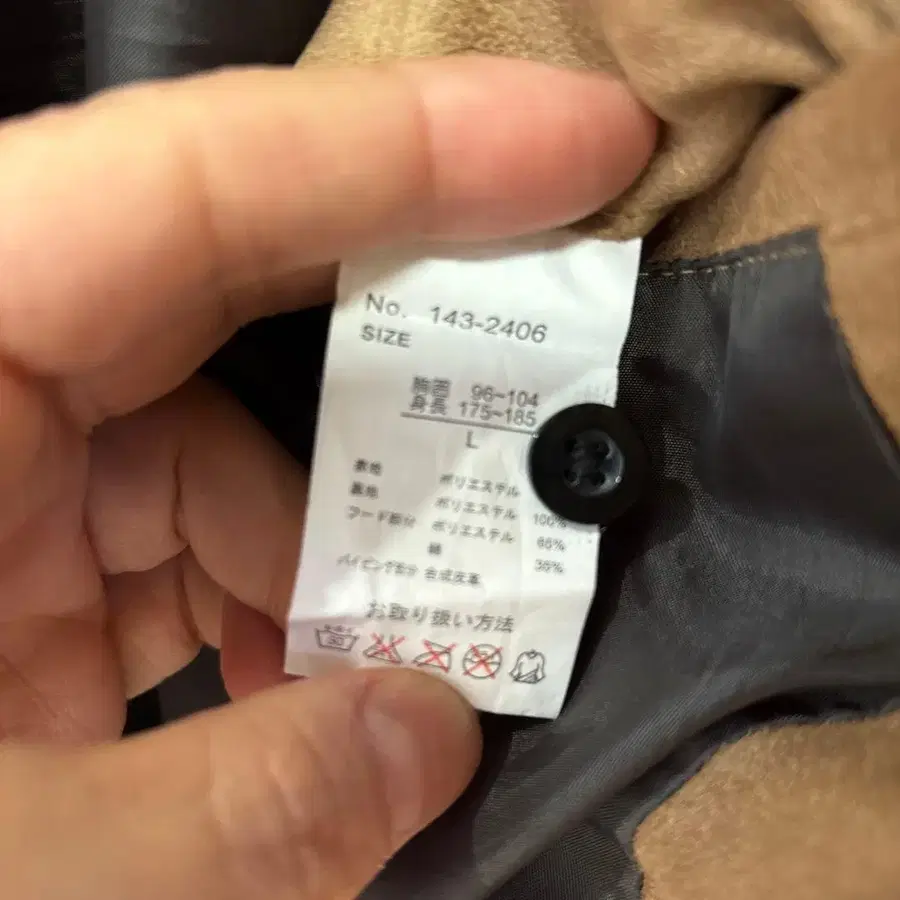 No. 143-2406
SIZE
胸囲 96~104
身長 175~185
L
表地 ポリエステル
裏地 ポリエステル 100%
フード部分 ポリエステル 65%
綿 35%
パイピング部分 合成皮革
お取り扱い方法
30